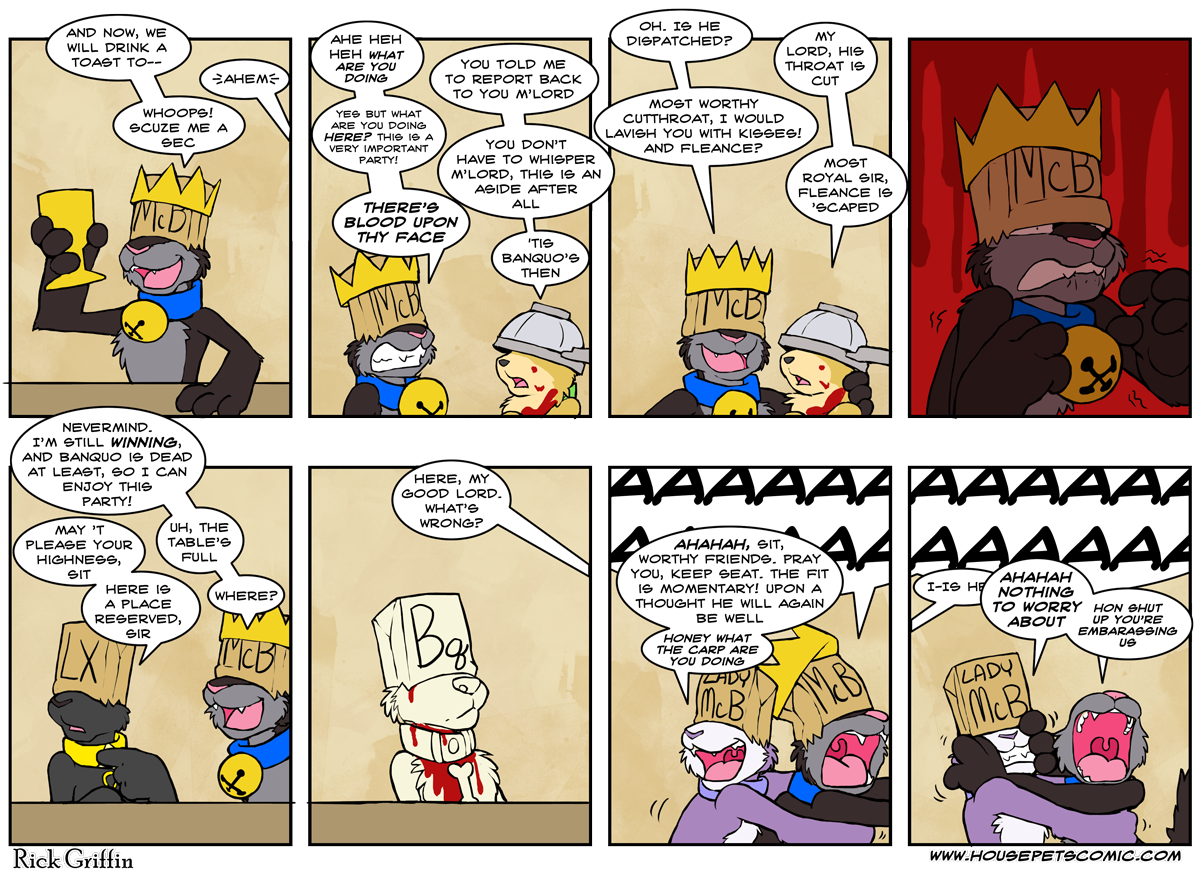 AND NOW, WE
WILL DRINK A
TOAST TO--
AHEM
WHOOPS!
SCUZE ME A
SEC
McB
AHE HEH
HEH WHAT
ARE YOU
DOING
YOU TOLD ME
TO REPORT BACK
TO YOU M'LORD
YES BUT WHAT
ARE YOU DOING
HERE? THIS IS A
VERY IMPORTANT
PARTY!
YOU DON'T
HAVE TO WHISPER
M'LORD, THIS IS AN
ASIDE AFTER
ALL
THERE'S
BLOOD UPON
THY FACE
'TIS
BANQUO'S
THEN
McB
OH. IS HE
DISPATCHED?
MY
LORD, HIS
THROAT IS
CUT
MOST WORTHY
CUTTHROAT, I WOULD
LAVISH YOU WITH KISSES!
AND FLEANCE?
MOST
ROYAL SIR,
FLEANCE IS
'SCAPED
McB
McB
NEVERMIND.
I'M STILL WINNING,
AND BANQUO IS DEAD
AT LEAST, SO I CAN
ENJOY THIS
PARTY!
MAY 'T
PLEASE YOUR
HIGHNESS,
SIT
UH, THE
TABLE'S
FULL
HERE IS
A PLACE
RESERVED,
SIR
WHERE?
LX
McB
HERE, MY
GOOD LORD.
WHAT'S
WRONG?
Bq
AAAAAAA
AAAAAAA
AHAHAH, SIT,
WORTHY FRIENDS. PRAY
YOU, KEEP SEAT. THE FIT
IS MOMENTARY! UPON A
THOUGHT HE WILL AGAIN
BE WELL
HONEY WHAT
THE CARP ARE
YOU DOING
LADY
McB
McB
AAAAAAA
AAAAAAA
I-IS HE
AHAHAH
NOTHING
TO WORRY
ABOUT
HON SHUT
UP YOU'RE
EMBARASSING
US
LADY
McB
Rick Griffin
WWW.HOUSEPETSCOMIC.COM